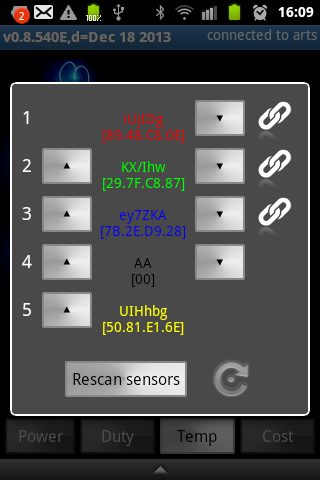 2
100%
16:09
v0.8.540E,d=Dec 18 2013
connected to arts
1
2
KX/Ihw
[29.7F.C8.87]
3
ey7ZKA
[7B.2E.D9.28]
4
AA
[00]
5
UIHhbg
[50.81.E1.6E]
Rescan sensors
Power
Duty
Temp
Cost